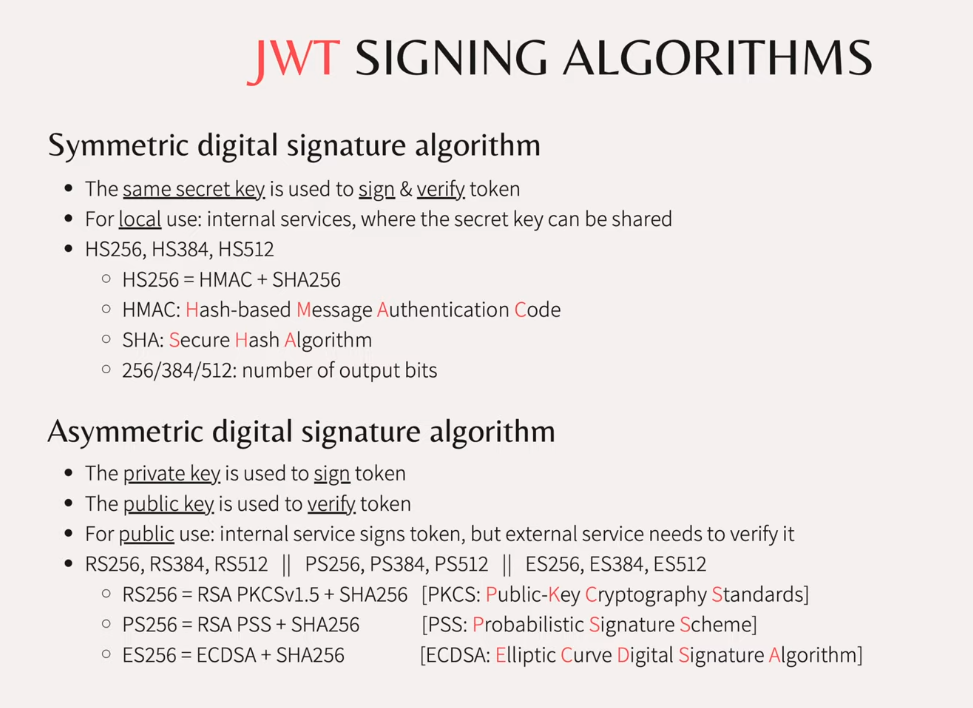 JWT SIGNING ALGORITHMS
Symmetric digital signature algorithm
• The same secret key is used to sign & verify token
• For local use: internal services, where the secret key can be shared
• HS256, HS384, HS512
○ HS256 = HMAC + SHA256
○ HMAC: Hash-based Message Authentication Code
○ SHA: Secure Hash Algorithm
○ 256/384/512: number of output bits
Asymmetric digital signature algorithm
• The private key is used to sign token
• The public key is used to verify token
• For public use: internal service signs token, but external service needs to verify it
• RS256, RS384, RS512 || PS256, PS384, PS512 || ES256, ES384, ES512
○ RS256 = RSA PKCSv1.5 + SHA256 [PKCS: Public-Key Cryptography Standards]
○ PS256 = RSA PSS + SHA256 [PSS: Probabilistic Signature Scheme]
○ ES256 = ECDSA + SHA256 [ECDSA: Elliptic Curve Digital Signature Algorithm]